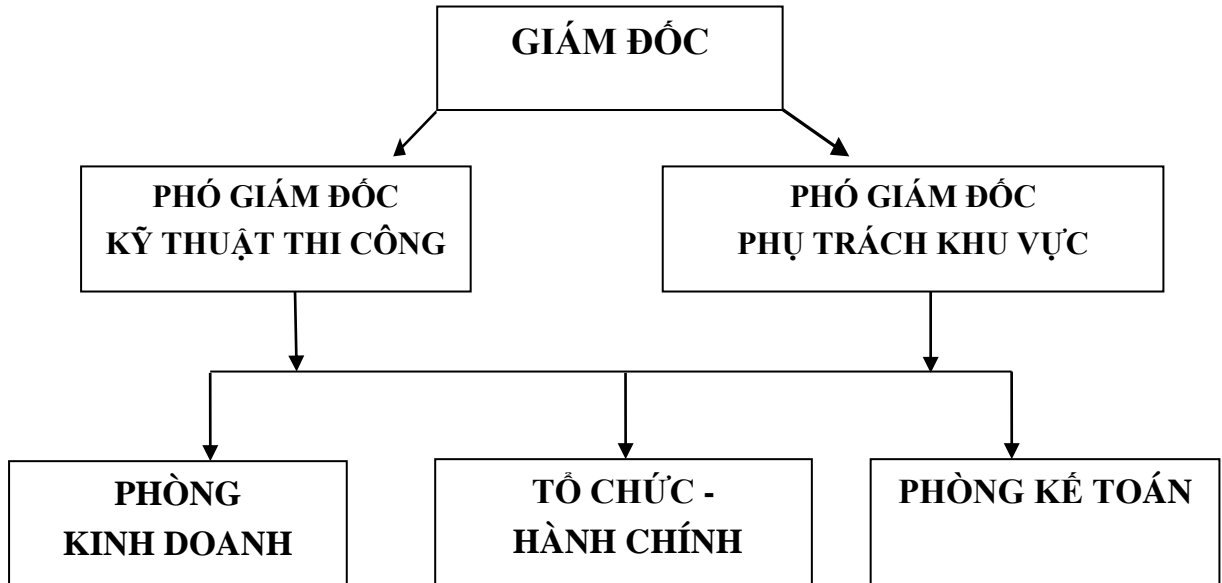 GIÁM ĐỐC
PHÓ GIÁM ĐỐC
KỸ THUẬT THI CÔNG
PHÓ GIÁM ĐỐC
PHỤ TRÁCH KHU VỰC
PHÒNG
KINH DOANH
TỔ CHỨC -
HÀNH CHÍNH
PHÒNG KẾ TOÁN